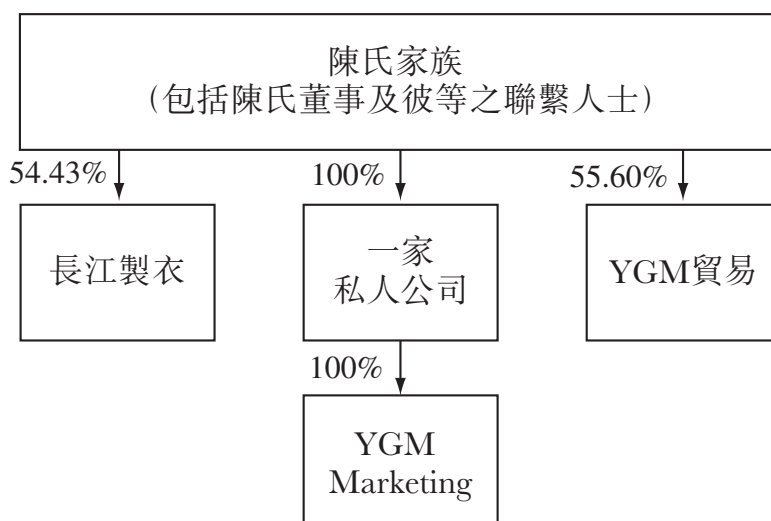 陳氏家族
（包括陳氏董事及彼等之聯繫人士）
54.43%
100%
55.60%
長江製衣
一家
私人公司
YGM貿易
100%
YGM
Marketing